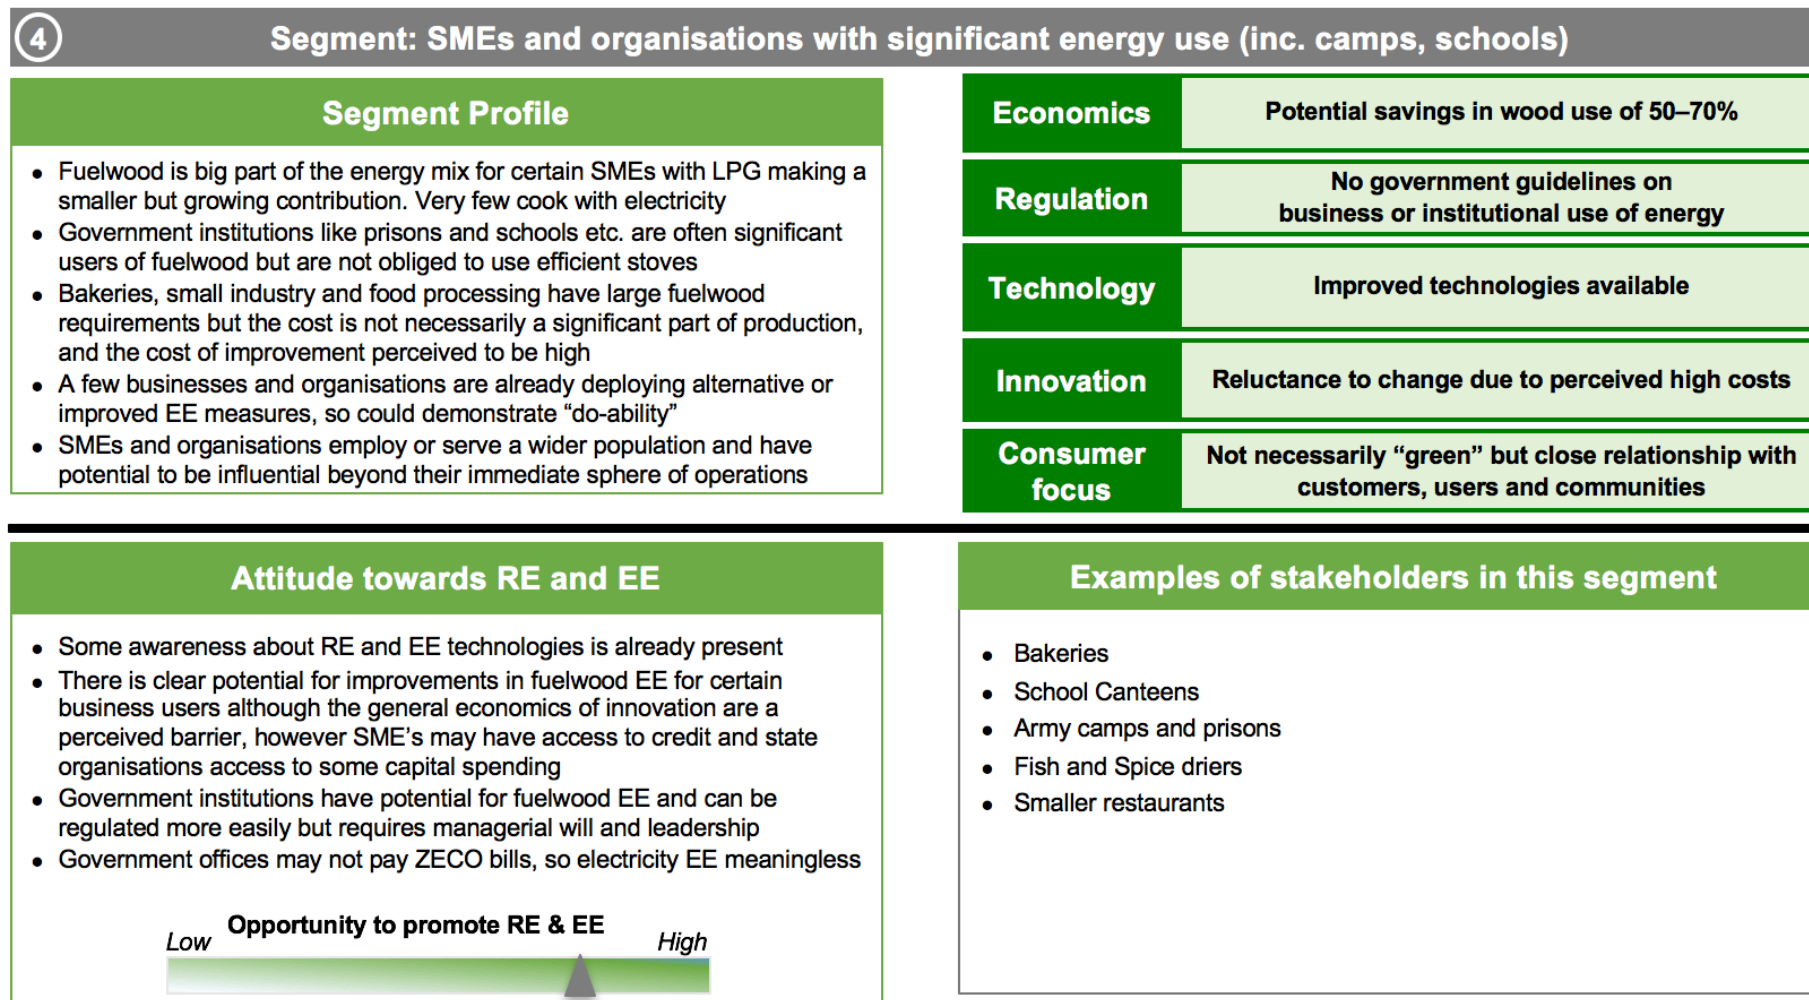 4
Segment: SMEs and organisations with significant energy use (inc. camps, schools)
Segment Profile
• Fuelwood is big part of the energy mix for certain SMEs with LPG making a
smaller but growing contribution. Very few cook with electricity
• Government institutions like prisons and schools etc. are often significant
users of fuelwood but are not obliged to use efficient stoves
• Bakeries, small industry and food processing have large fuelwood
requirements but the cost is not necessarily a significant part of production,
and the cost of improvement perceived to be high
• A few businesses and organisations are already deploying alternative or
improved EE measures, so could demonstrate “do-ability”
• SMEs and organisations employ or serve a wider population and have
potential to be influential beyond their immediate sphere of operations
Economics
Potential savings in wood use of 50–70%
Regulation
No government guidelines on
business or institutional use of energy
Technology
Improved technologies available
Innovation
Reluctance to change due to perceived high costs
Consumer
focus
Not necessarily “green” but close relationship with
customers, users and communities
Attitude towards RE and EE
• Some awareness about RE and EE technologies is already present
• There is clear potential for improvements in fuelwood EE for certain
business users although the general economics of innovation are a
perceived barrier, however SME’s may have access to credit and state
organisations access to some capital spending
• Government institutions have potential for fuelwood EE and can be
regulated more easily but requires managerial will and leadership
• Government offices may not pay ZECO bills, so electricity EE meaningless
Opportunity to promote RE & EE
Low
High
Examples of stakeholders in this segment
• Bakeries
• School Canteens
• Army camps and prisons
• Fish and Spice driers
• Smaller restaurants